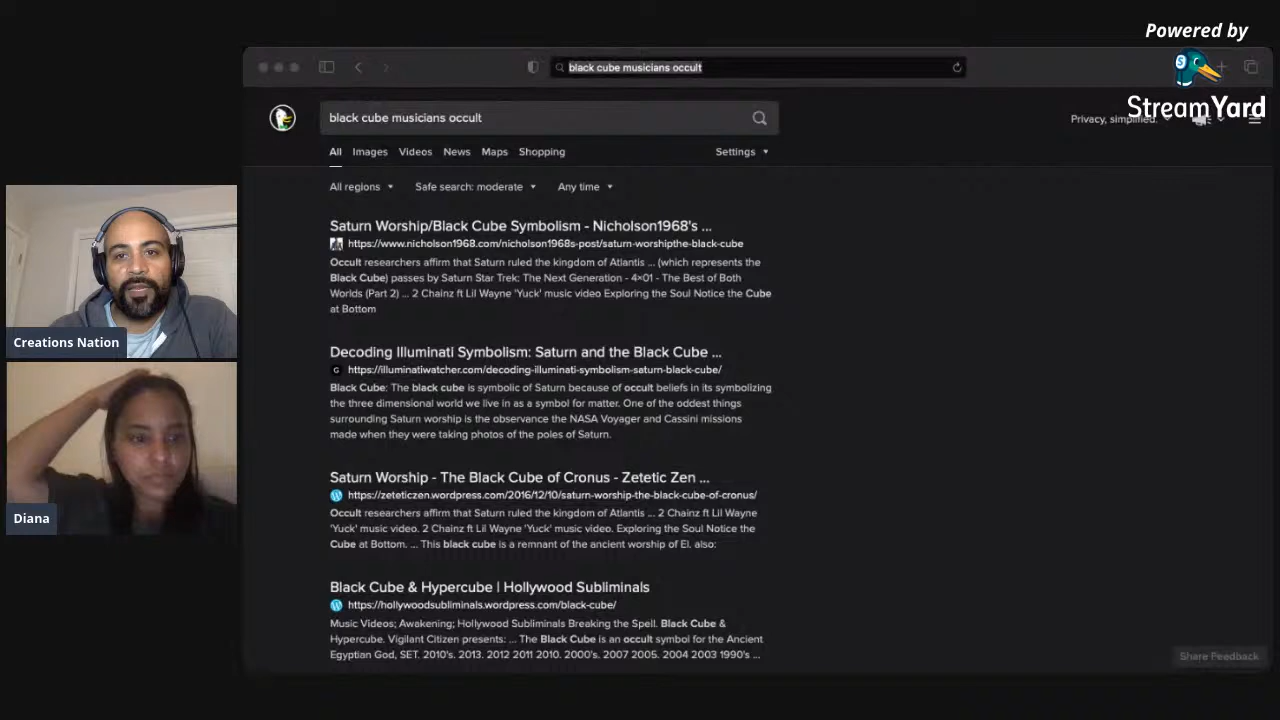 Powered by
StreamYard
black cube musicians occult
black cube musicians occult
Privacy, simplified.
All Images Videos News Maps Shopping Settings
All regions Safe search: moderate Any time
Saturn Worship/Black Cube Symbolism - Nicholson1968's ...
https://www.nicholson1968.com/nicholson1968s-post/saturn-worshipthe-black-cube
Occult researchers affirm that Saturn ruled the kingdom of Atlantis ... (which represents the
Black Cube) passes by Saturn Star Trek: The Next Generation - 4×01 - The Best of Both
Worlds (Part 2) ... 2 Chainz ft Lil Wayne 'Yuck' music video Exploring the Soul Notice the Cube
at Bottom
Decoding Illuminati Symbolism: Saturn and the Black Cube ...
G https://illuminatiwatcher.com/decoding-illuminati-symbolism-saturn-black-cube/
Black Cube: The black cube is symbolic of Saturn because of occult beliefs in its symbolizing
the three dimensional world we live in as a symbol for matter. One of the oddest things
surrounding Saturn worship is the observance the NASA Voyager and Cassini missions
made when they were taking photos of the poles of Saturn.
Saturn Worship - The Black Cube of Cronus - Zetetic Zen ...
https://zeteticzen.wordpress.com/2016/12/10/saturn-worship-the-black-cube-of-cronus/
Occult researchers affirm that Saturn ruled the kingdom of Atlantis ... 2 Chainz ft Lil Wayne
'Yuck' music video. 2 Chainz ft Lil Wayne 'Yuck' music video. Exploring the Soul Notice the
Cube at Bottom. ... This black cube is a remnant of the ancient worship of El. also:
Black Cube & Hypercube | Hollywood Subliminals
https://hollywoodsubliminals.wordpress.com/black-cube/
Music Videos; Awakening; Hollywood Subliminals Breaking the Spell. Black Cube &
Hypercube. Vigilant Citizen presents: ... The Black Cube is an occult symbol for the Ancient
Egyptian God, SET. 2010's. 2013. 2012 2011 2010. 2000's. 2007 2005. 2004 2003 1990's ...
Share Feedback
Creations Nation
Diana